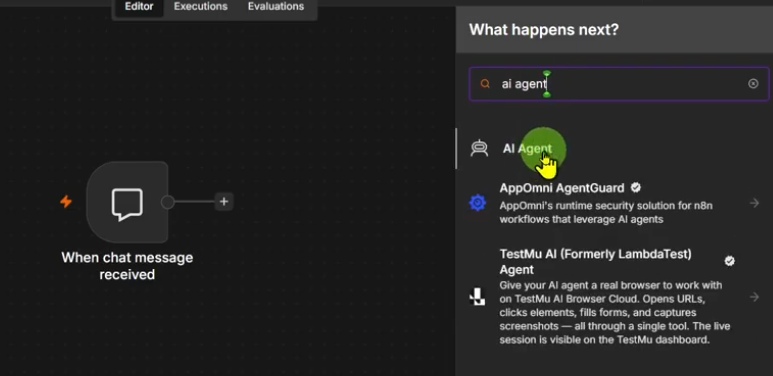 Editor Executions Evaluations
What happens next?
ai agent
AI Agent
AppOmni AgentGuard
AppOmni's runtime security solution for n8n
workflows that leverage AI agents
TestMu AI (Formerly LambdaTest)
Agent
Give your AI agent a real browser to work with
on TestMu AI Browser Cloud. Opens URLs,
clicks elements, fills forms, and captures
screenshots — all through a single tool. The live
session is visible on the TestMu dashboard.
When chat message
received